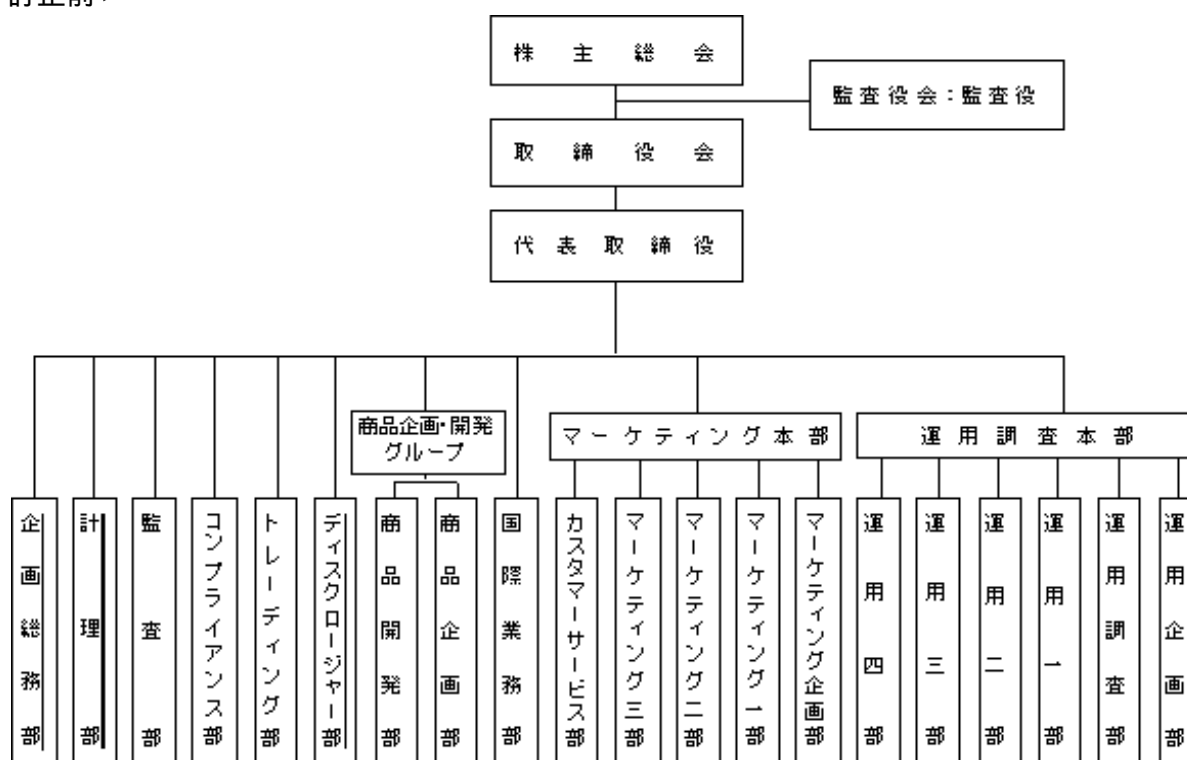 株主総会
監査役会：監査役
取締役会
代表取締役
商品企画・開発
グループ
マーケティング本部
運用調査本部
企画総務部
計理部
監査部
コンプライアンス部
トレーディング部
ディスクロージャー部
商品開発部
商品企画部
国際業務部
カスタマーサービス部
マーケティング三部
マーケティング二部
マーケティング一部
マーケティング企画部
運用四部
運用三部
運用二部
運用一部
運用調査部
運用企画部